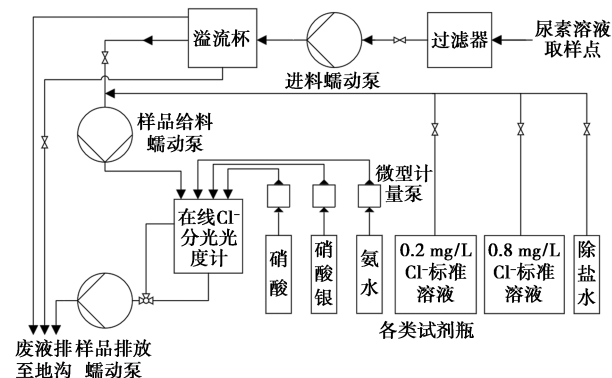 溢流杯
过滤器
尿素溶液
取样点
进料蠕动泵
样品给料
蠕动泵
微型计
量泵
在线Cl⁻
分光光
度计
硝
酸
硝
酸
银
氨
水
0.2 mg/L
Cl⁻标准
溶液
0.8 mg/L
Cl⁻标准
溶液
除
盐
水
各类试剂瓶
废液排
至地沟
样品排放
蠕动泵